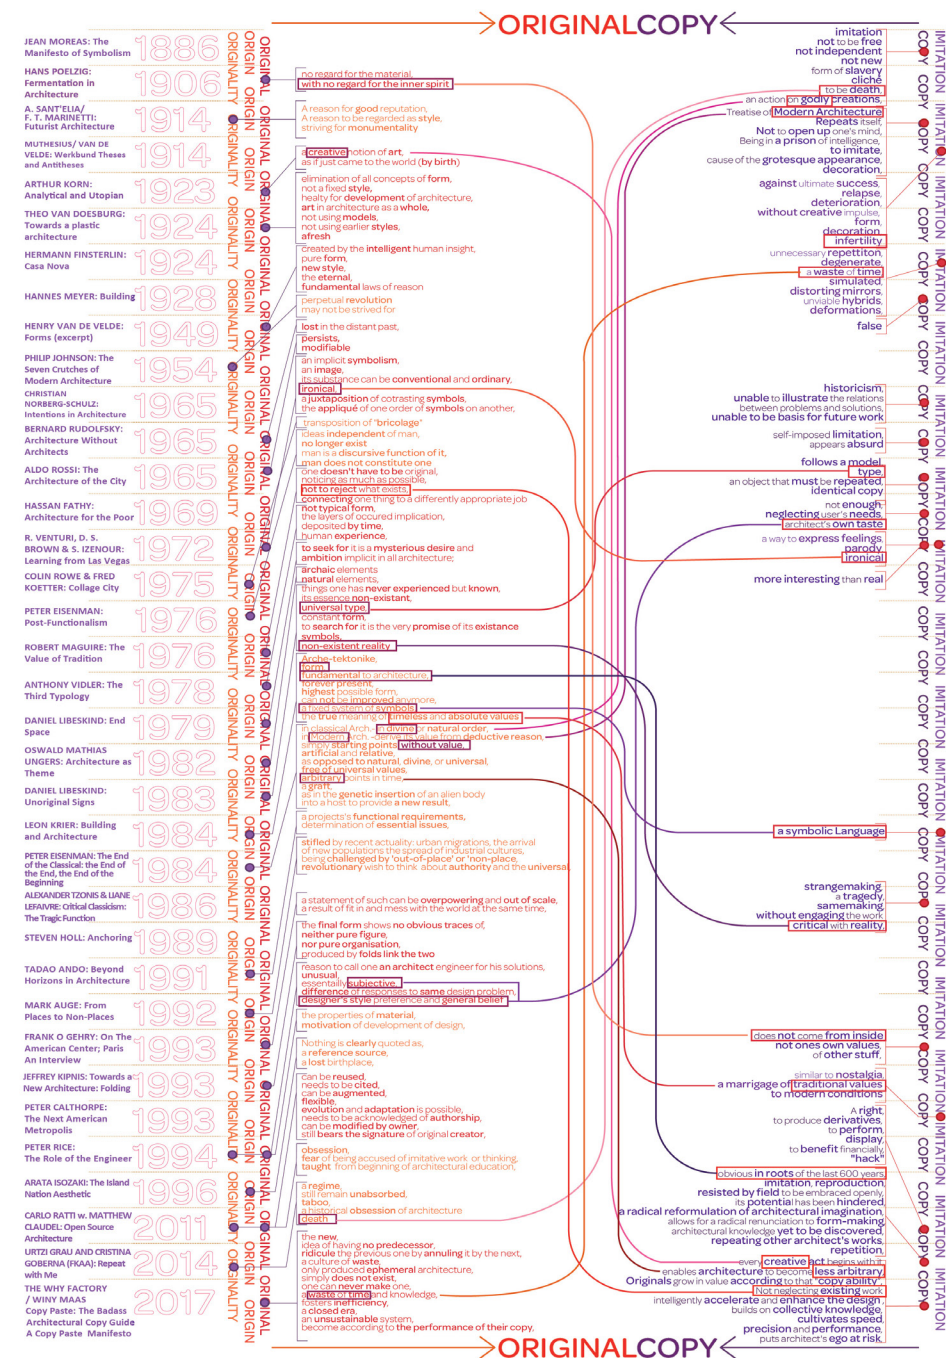 ORIGINALCOPY
JEAN MOREAS: The
Manifesto of Symbolism
1886
HANS POELZIG:
Fermentation in
Architecture
1906
A. SANT'ELIA/
F. T. MARINETTI:
Futurist Architecture
1914
MUTHESIUS/ VAN DE
VELDE: Werkbund Theses
and Antitheses
1914
ARTHUR KORN:
Analytical and Utopian
1923
THEO VAN DOESBURG:
Towards a plastic
architecture
1924
HERMANN FINSTERLIN:
Casa Nova
1924
HANNES MEYER: Building
1928
HENRY VAN DE VELDE:
Forms (excerpt)
1949
PHILIP JOHNSON: The
Seven Crutches of
Modern Architecture
1954
CHRISTIAN
NORBERG-SCHULZ:
Intentions in Architecture
1965
BERNARD RUDOLFSKY:
Architecture Without
Architects
1965
ALDO ROSSI: The
Architecture of the City
1965
HASSAN FATHY:
Architecture for the Poor
1969
R. VENTURI, D. S.
BROWN & S. IZENOUR:
Learning from Las Vegas
1972
COLIN ROWE & FRED
KOETTER: Collage City
1975
PETER EISENMAN:
Post-Functionalism
1976
ROBERT MAGUIRE: The
Value of Tradition
1976
ANTHONY VIDLER: The
Third Typology
1978
DANIEL LIBESKIND: End
Space
1979
OSWALD MATHIAS
UNGERS: Architecture as
Theme
1982
DANIEL LIBESKIND:
Unoriginal Signs
1983
LEON KRIER: Building
and Architecture
1984
PETER EISENMAN: The End
of the Classical: the End of
the End, the End of the
Beginning
1984
ALEXANDER TZONIS & LIANE
LEFAIVRE: Critical Classicism:
The Tragic Function
1986
STEVEN HOLL: Anchoring
1989
TADAO ANDO: Beyond
Horizons in Architecture
1991
MARK AUGE: From
Places to Non-Places
1992
FRANK O GEHRY: On The
American Center; Paris
An Interview
1993
JEFFREY KIPNIS: Towards a
New Architecture: Folding
1993
PETER CALTHORPE:
The Next American
Metropolis
1993
PETER RICE:
The Role of the Engineer
1994
ARATA ISOZAKI: The Island
Nation Aesthetic
1996
CARLO RATTI w. MATTHEW
CLAUDEL: Open Source
Architecture
2011
URTZI GRAU AND CRISTINA
GOBERNA (FKAA): Repeat
with Me
2014
THE WHY FACTORY
/ WINY MAAS
Copy Paste: The Badass
Architectural Copy Guide
A Copy Paste Manifesto
2017
ORIGINALITY
ORIGIN
ORIGINAL
no regard for the material,
with no regard for the inner spirit
A reason for good reputation,
A reason to be regarded as style,
striving for monumentality
a creative notion of art,
as if just came to the world (by birth)
elimination of all concepts of form,
not a fixed style,
healty for development of architecture,
art in architecture as a whole,
not using models,
not using earlier styles,
afresh
created by the intelligent human insight,
pure form,
new style,
the eternal,
fundamental laws of reason
perpetual revolution
may not be strived for
lost in the distant past,
persists,
modifiable
an implicit symbolism,
an image,
its substance can be conventional and ordinary,
ironical,
a juxtaposition of cotrasting symbols,
the appliqué of one order of symbols on another,
transposition of "bricolage"
ideas independent of man,
no longer exist
man is a discursive function of it,
man does not constitute one
one doesn't have to be original,
noticing as much as possible,
not to reject what exists,
connecting one thing to a differently appropriate job
not typical form,
the layers of occured implication,
deposited by time,
human experience,
to seek for it is a mysterious desire and
ambition implicit in all architecture;
archaic elements
natural elements,
things one has never experienced but known,
its essence non-existant,
universal type,
constant form,
to search for it is the very promise of its existance
symbols,
non-existent reality
Arche-tektonike,
form,
fundamental to architecture,
forever present,
highest possible form,
can not be improved anymore,
a fixed system of symbols
the true meaning of timeless and absolute values
in classical Arch.- in divine or natural order,
in Modern Arch. -derive its value from deductive reason,
simply starting points without value,
artificial and relative,
as opposed to natural, divine, or universal,
free of universal values,
arbitrary points in time,
a graft,
as in the genetic insertion of an alien body
into a host to provide a new result,
a projects's functional requirements,
determination of essential issues,
stifled by recent actuality: urban migrations, the arrival
of new populations the spread of industrial cultures,
being challenged by 'out-of-place' or 'non-place,
revolutionary wish to think about authority and the universal
a statement of such can be overpowering and out of scale,
a result of fit in and mess with the world at the same time,
the final form shows no obvious traces of,
neither pure figure,
nor pure organisation,
produced by folds link the two
reason to call one an architect engineer for his solutions,
unusual,
essentailly subjective,
difference of responses to same design problem,
designer's style preference and general belief
the properties of material,
motivation of development of design,
Nothing is clearly quoted as,
a reference source,
a lost birthplace,
can be reused,
needs to be cited,
can be augmented,
flexible,
evolution and adaptation is possible,
needs to be acknowledged of authorship,
can be modified by owner,
still bears the signature of original creator,
obsession,
fear of being accused of imitative work or thinking,
taught from beginning of architectural education,
a regime,
still remain unabsorbed,
taboo,
a historical obsession of architecture
death
the new,
idea of having no predecessor,
ridicule the previous one by annuling it by the next,
a culture of waste,
only produced ephemeral architecture,
simply does not exist,
one can never make one,
a waste of time and knowledge,
fosters inefficiency,
a closed era,
an unsustainable system,
become according to the performance of their copy,
imitation
not to be free
not independent
not new
form of slavery
cliché
to be death,
an action on godly creations,
Treatise of Modern Architecture
Repeats itself,
Not to open up one's mind,
Being in a prison of intelligence,
to imitate,
cause of the grotesque appearance,
decoration,
against ultimate success,
relapse,
deterioration,
without creative impulse,
form,
decoration
infertility
unnecessary repetition,
degenerate,
a waste of time
simulated,
distorting mirrors,
unviable hybrids,
deformations,
false
historicism,
unable to illustrate the relations
between problems and solutions,
unable to be basis for future work
self-imposed limitation,
appears absurd
follows a model,
type,
an object that must be repeated,
identical copy
not enough,
neglecting user's needs,
architect's own taste
a way to express feelings,
parody,
ironical
more interesting than real
a symbolic Language
strangemaking,
a tragedy,
samemaking,
without engaging the work
critical with reality,
does not come from inside
not ones own values,
of other stuff,
similar to nostalgia,
a marrigage of traditional values
to modern conditions
A right,
to produce derivatives,
to perform,
display,
to benefit financially,
"hack"
obvious in roots of the last 600 years,
imitation, reproduction,
resisted by field to be embraced openly,
its potential has been hindered,
a radical reformulation of architectural imagination,
allows for a radical renunciation to form-making,
architectural knowledge yet to be discovered,
repeating other architect's works,
repetition,
every creative act begins with it,
enables architecture to become less arbitrary,
Originals grow in value according to that "copy ability",
Not neglecting existing work
intelligently accelerate and enhance the design,
builds on collective knowledge,
cultivates speed,
precision and performance,
puts architect's ego at risk,
COPY
IMITATION
ORIGINALCOPY